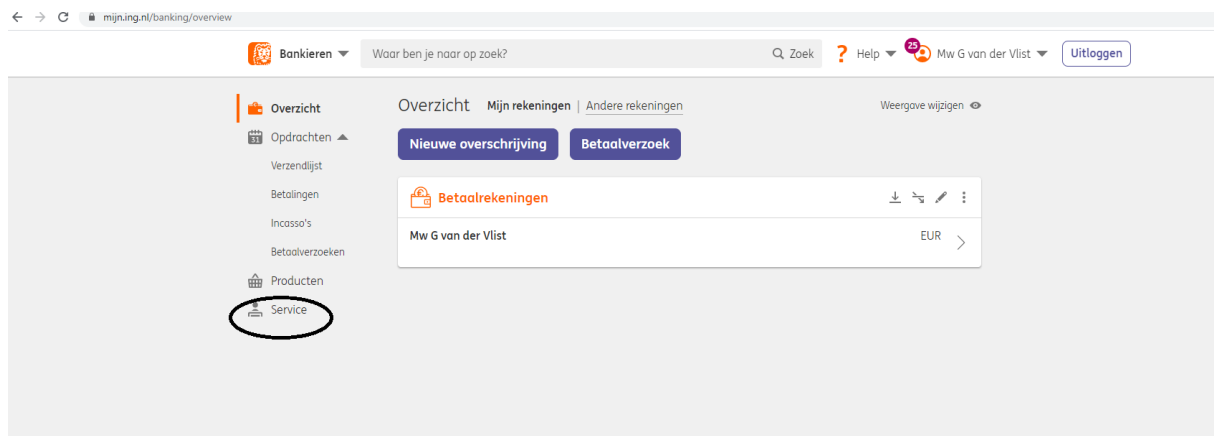 mijn.ing.nl/banking/overview
Bankieren Waar ben je naar op zoek? Zoek ? Help 25 Mw G van der Vlist Uitloggen
Overzicht
Opdrachten
Verzendlijst
Betalingen
Incasso's
Betaalverzoeken
Producten
Service
Overzicht Mijn rekeningen | Andere rekeningen Weergave wijzigen
Nieuwe overschrijving Betaalverzoek
Betaalrekeningen
Mw G van der Vlist EUR